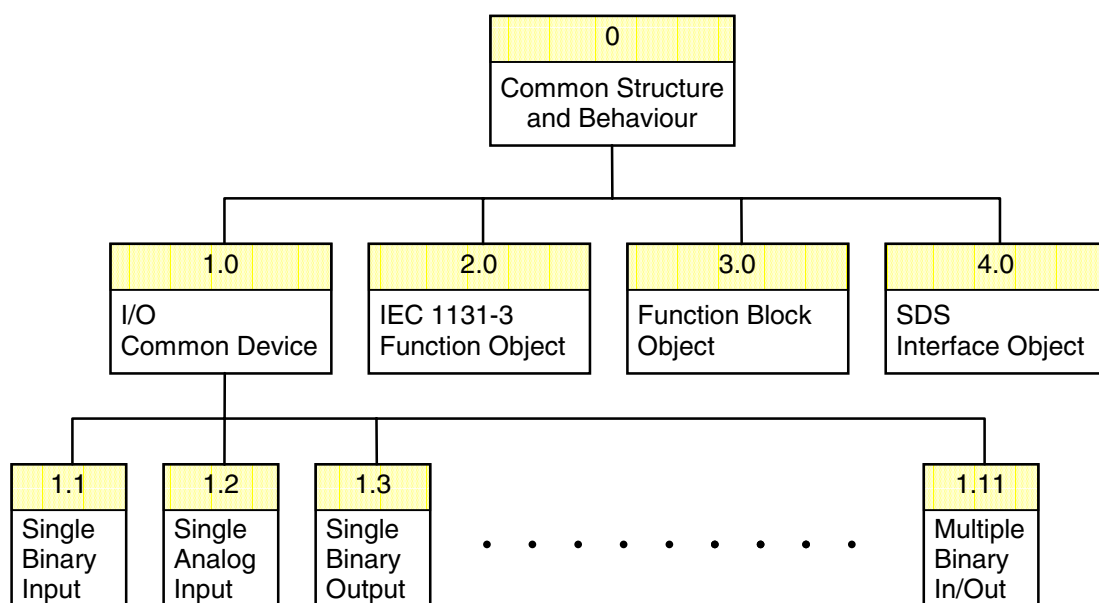 0
Common Structure
and Behaviour
1.0
I/O
Common Device
2.0
IEC 1131-3
Function Object
3.0
Function Block
Object
4.0
SDS
Interface Object
1.1
Single
Binary
Input
1.2
Single
Analog
Input
1.3
Single
Binary
Output
. . . . . . . . .
1.11
Multiple
Binary
In/Out